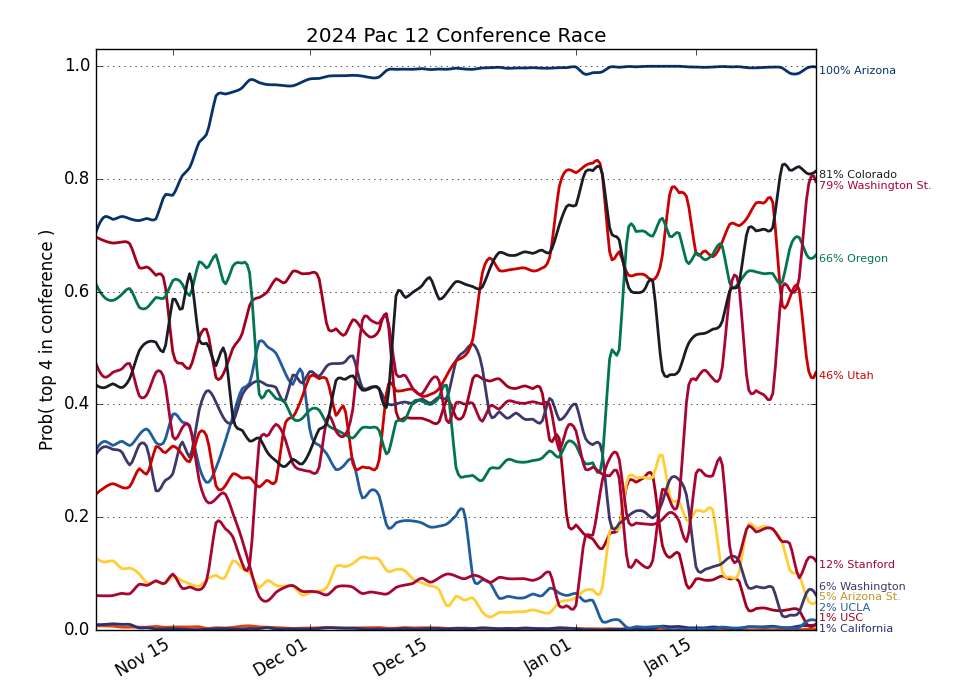 2024 Pac 12 Conference Race
Prob( top 4 in conference )
1.0
0.8
0.6
0.4
0.2
0.0
Nov 15
Dec 01
Dec 15
Jan 01
Jan 15
100% Arizona
81% Colorado
79% Washington St.
66% Oregon
46% Utah
12% Stanford
6% Washington
5% Arizona St.
2% UCLA
1% USC
1% California